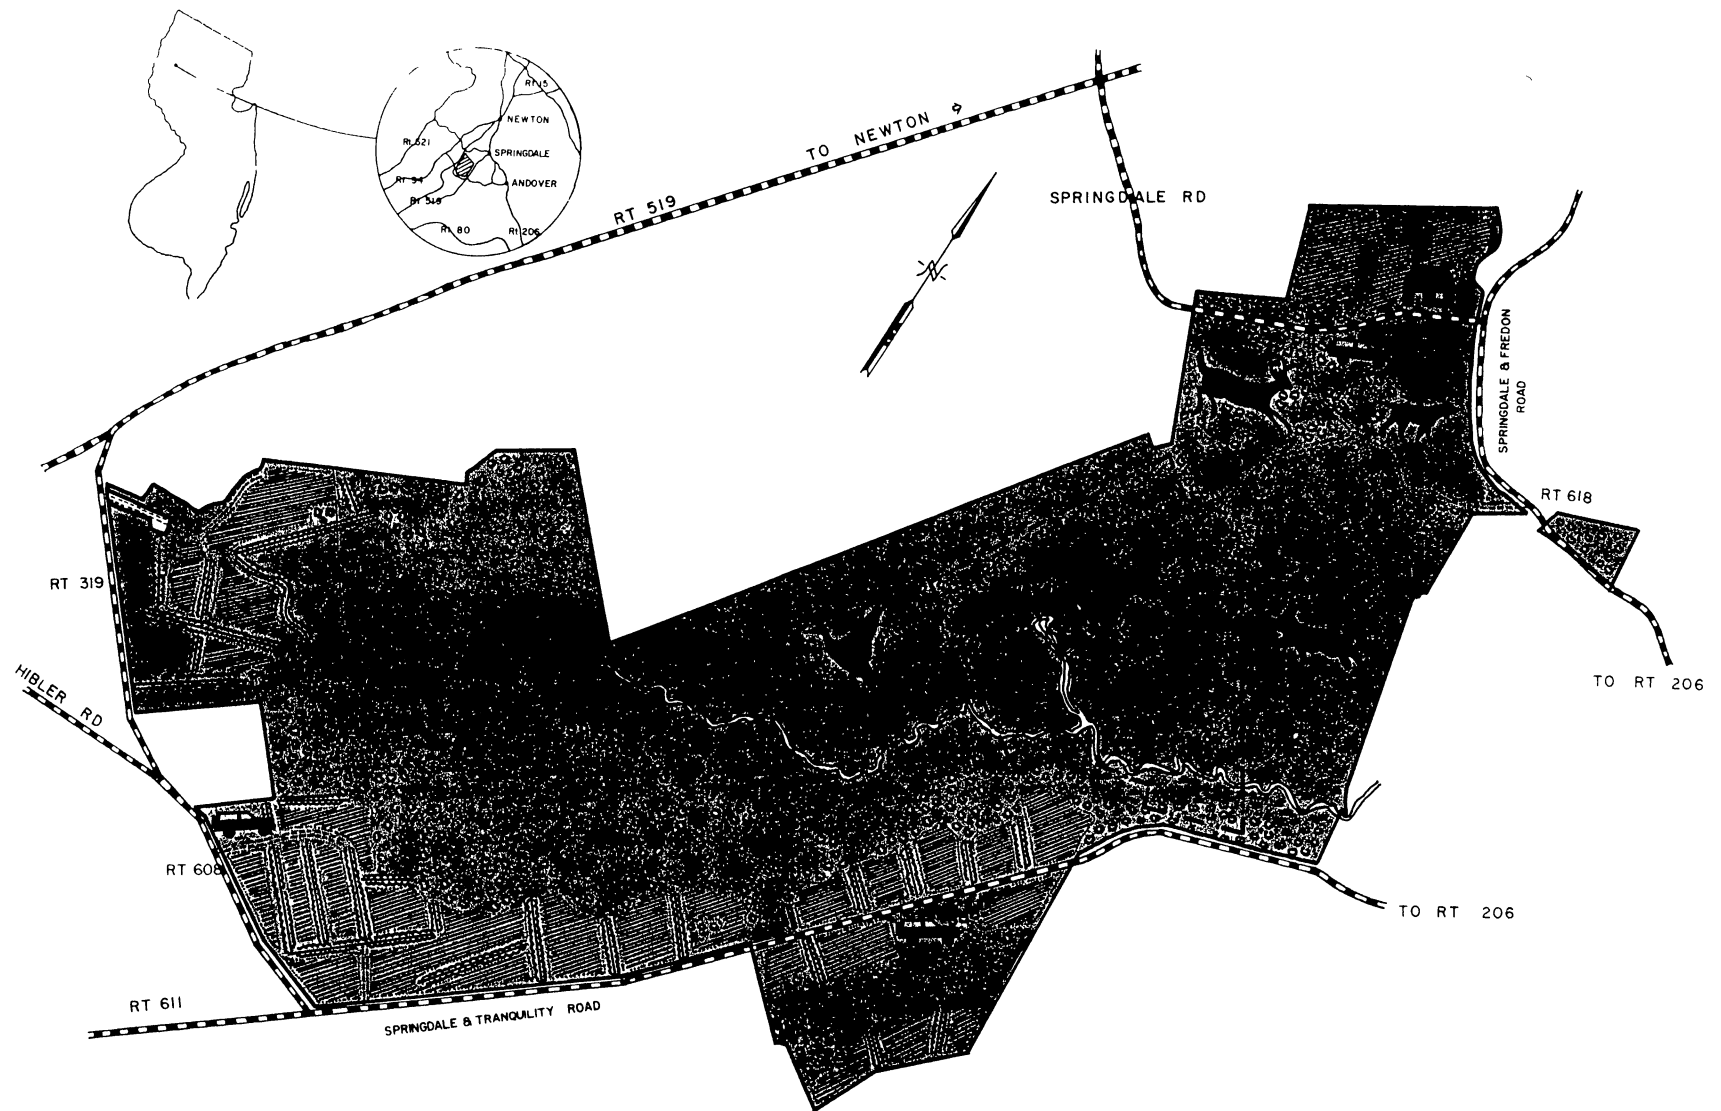 RT 15
NEWTON
RT 521
SPRINGDALE
RT 94
ANDOVER
RT 519
RT 80
RT 206
TO NEWTON
RT 519
SPRINGDALE RD
N
SPRINGDALE & FREDON
ROAD
RT 618
RT 319
TO RT 206
HIBLER RD
RT 608
TO RT 206
RT 611
SPRINGDALE & TRANQUILITY ROAD